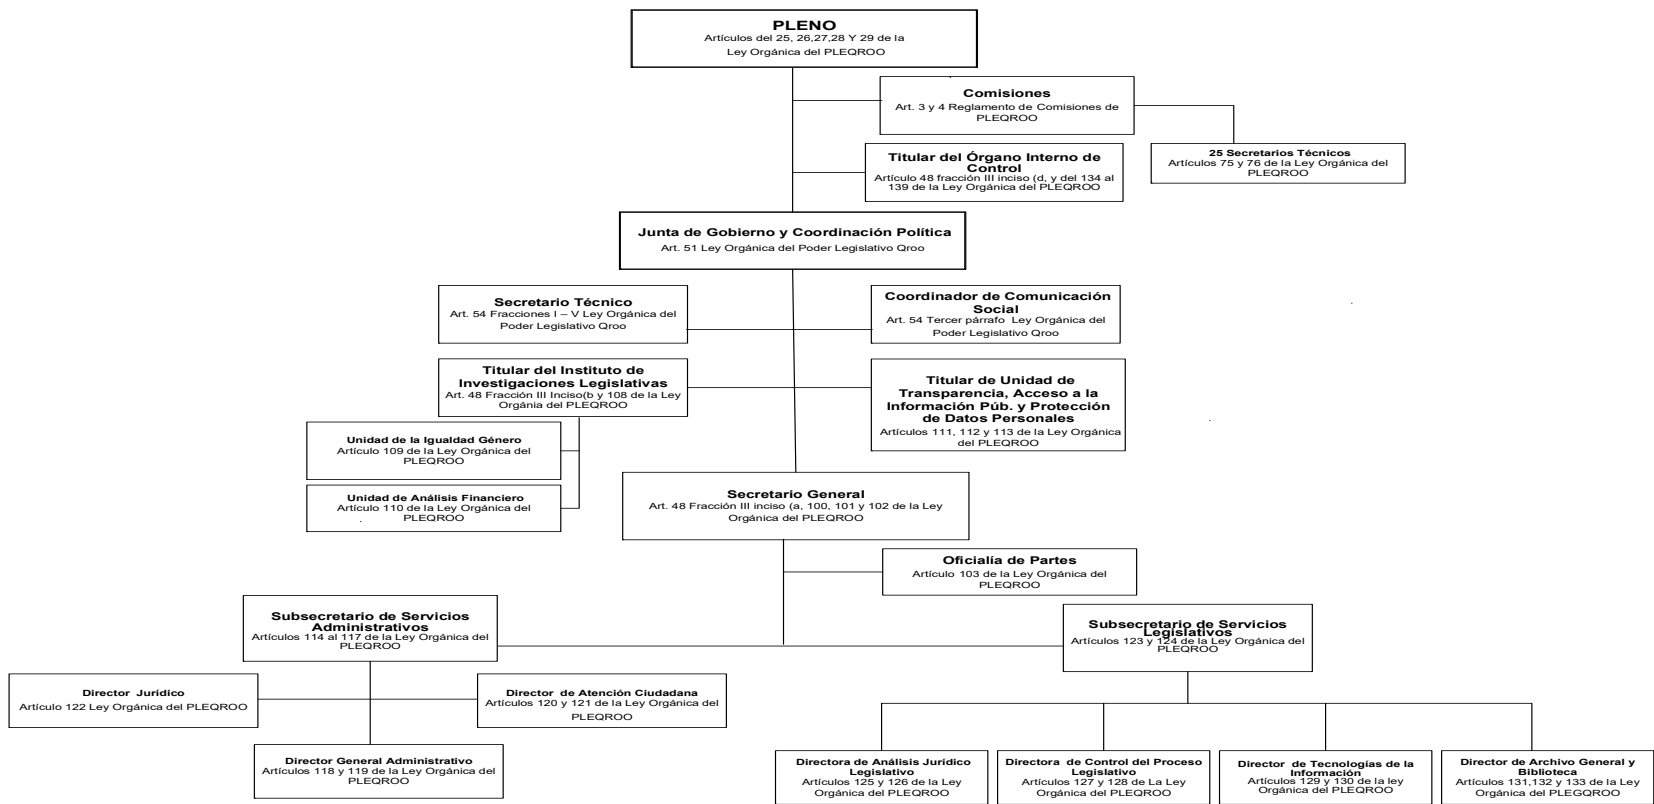 PLENO
Artículos del 25, 26,27,28 Y 29 de la
Ley Orgánica del PLEQROO
Comisiones
Art. 3 y 4 Reglamento de Comisiones de
PLEQROO
25 Secretarios Técnicos
Artículos 75 y 76 de la Ley Orgánica del
PLEQROO
Titular del Órgano Interno de
Control
Artículo 48 fracción III inciso (d, y del 134 al
139 de la Ley Orgánica del PLEQROO
Junta de Gobierno y Coordinación Política
Art. 51 Ley Orgánica del Poder Legislativo Qroo
Secretario Técnico
Art. 54 Fracciones I – V Ley Orgánica del
Poder Legislativo Qroo
Coordinador de Comunicación
Social
Art. 54 Tercer párrafo Ley Orgánica del
Poder Legislativo Qroo
Titular del Instituto de
Investigaciones Legislativas
Art. 48 Fracción III Inciso(b y 108 de la Ley
Orgánia del PLEQROO
Titular de Unidad de
Transparencia, Acceso a la
Información Púb. y Protección
de Datos Personales
Artículos 111, 112 y 113 de la Ley Orgánica
del PLEQROO
Unidad de la Igualdad Género
Artículo 109 de la Ley Orgánica del
PLEQROO
Unidad de Análisis Financiero
Artículo 110 de la Ley Orgánica del
PLEQROO
Secretario General
Art. 48 Fracción III inciso (a, 100, 101 y 102 de la Ley
Orgánica del PLEQROO
Oficialía de Partes
Artículo 103 de la Ley Orgánica del
PLEQROO
Subsecretario de Servicios
Administrativos
Artículos 114 al 117 de la Ley Orgánica del
PLEQROO
Subsecretario de Servicios
Legislativos
Artículos 123 y 124 de la Ley Orgánica del
PLEQROO
Director Jurídico
Artículo 122 Ley Orgánica del PLEQROO
Director de Atención Ciudadana
Artículos 120 y 121 de la Ley Orgánica del
PLEQROO
Director General Administrativo
Artículos 118 y 119 de la Ley Orgánica del
PLEQROO
Directora de Análisis Jurídico
Legislativo
Artículos 125 y 126 de la Ley
Orgánica del PLEQROO
Directora de Control del Proceso
Legislativo
Artículos 127 y 128 de La Ley
Orgánica del PLEQROO
Director de Tecnologías de la
Información
Artículos 129 y 130 de la ley
Orgánica del PLEQROO
Director de Archivo General y
Biblioteca
Artículos 131,132 y 133 de la Ley
Orgánica del PLEGQROO